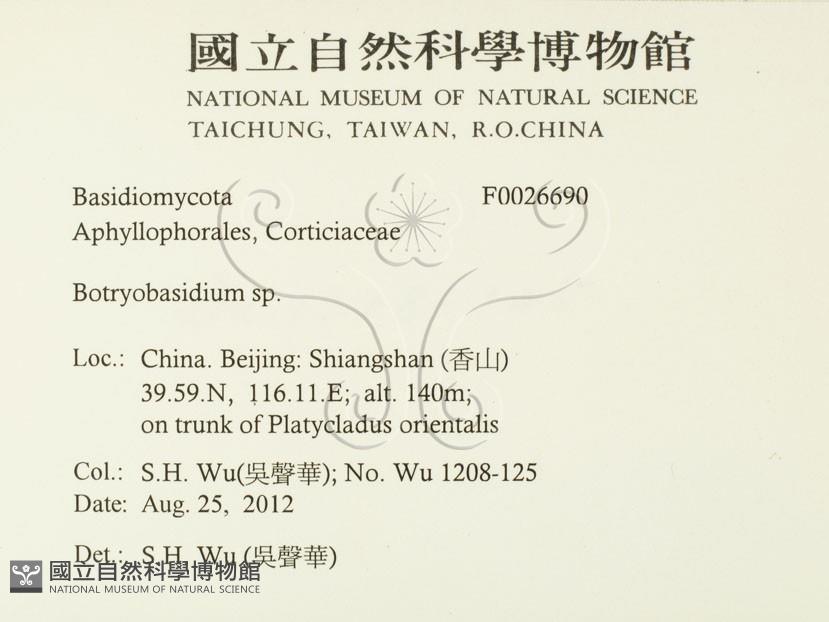 國立自然科學博物館
NATIONAL MUSEUM OF NATURAL SCIENCE
TAICHUNG, TAIWAN, R.O.CHINA
Basidiomycota F0026690
Aphyllophorales, Corticiaceae
Botryobasidium sp.
Loc.: China. Beijing: Shiangshan (香山)
39.59.N, 116.11.E; alt. 140m;
on trunk of Platycladus orientalis
Col.: S.H. Wu(吳聲華); No. Wu 1208-125
Date: Aug. 25, 2012
Det.: S.H. Wu (吳聲華)
國立自然科學博物館
NATIONAL MUSEUM OF NATURAL SCIENCE